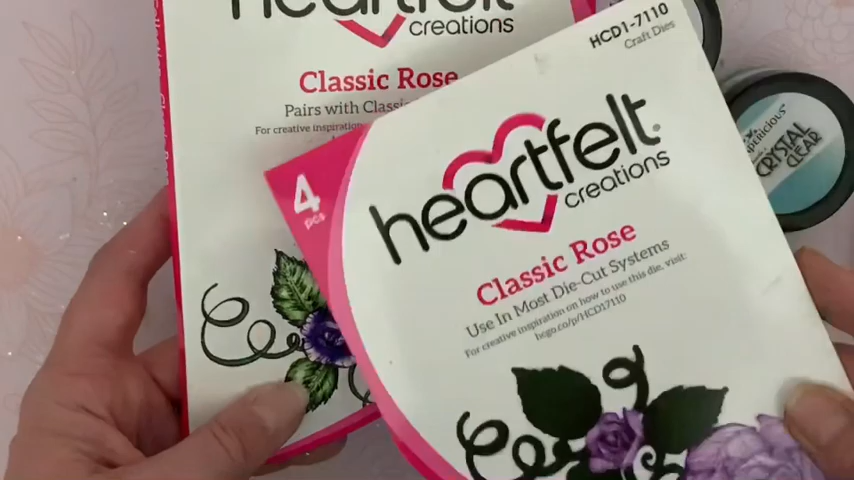 heartfelt
creations
Classic Rose
Pairs with Classic
For creative inspiration
HCD1-7110
Craft Dies
4
pcs
heartfelt
creations
Classic Rose
Use In Most Die-Cut Systems
For creative inspiration on how to use this die, visit:
hcgo.co/p/HCD17110
CRYSTAL
CLEAR